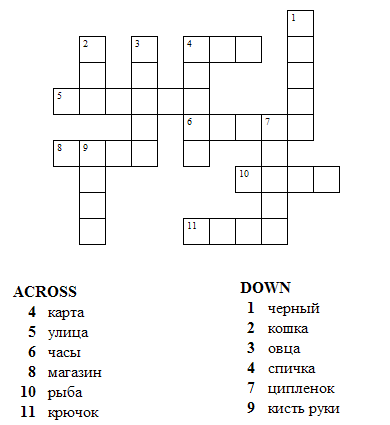 1
2 3 4
5
6 7
8 9
10
11
ACROSS
4 карта
5 улица
6 часы
8 магазин
10 рыба
11 крючок
DOWN
1 черный
2 кошка
3 овца
4 спичка
7 ципленок
9 кисть руки